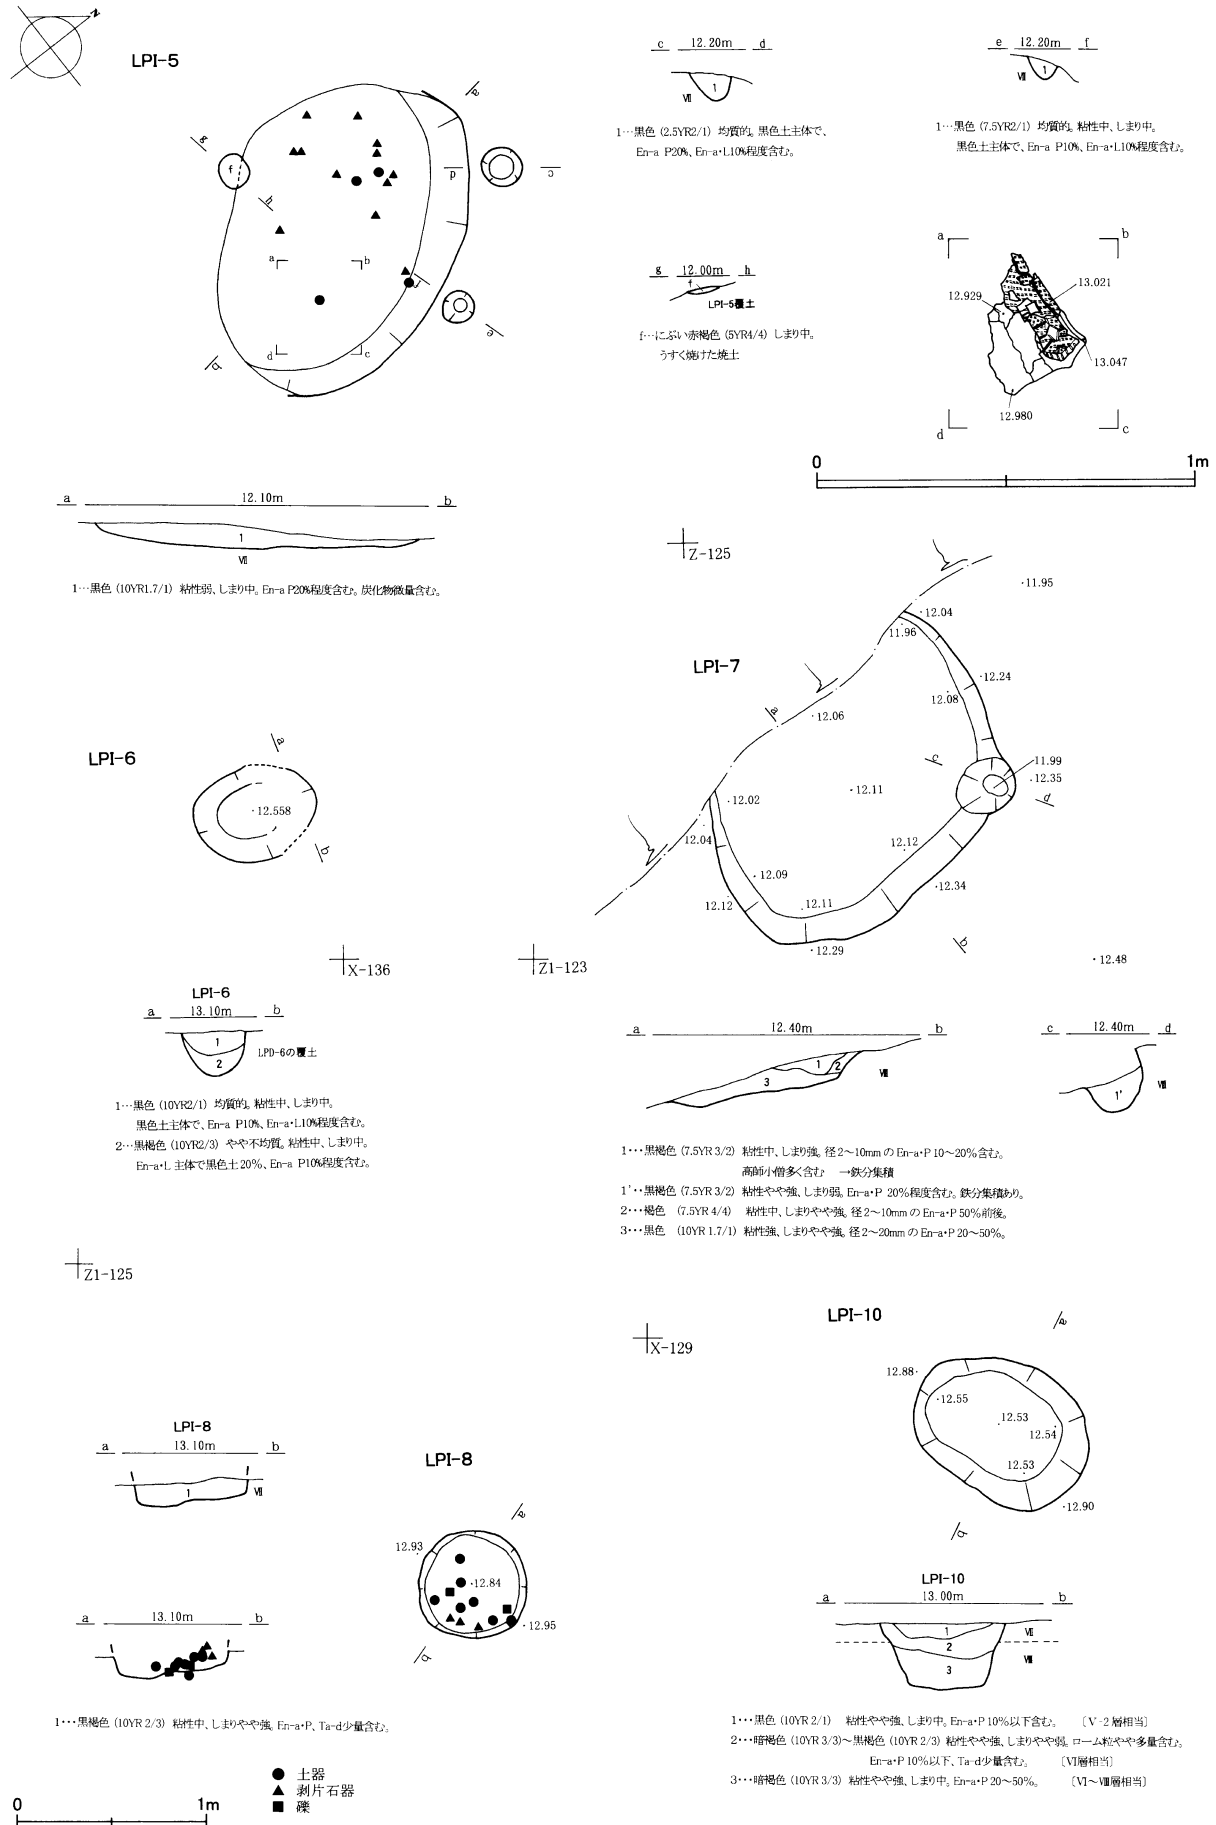 N
LPI-5
a
g
f
h
d
c
a
b
f
e
d
c
b
c 12.20m d
1
Ⅶ
1…黒色 (2.5YR2/1) 均質的。黒色土主体で、
En-a P20%、En-a・L10%程度含む。
e 12.20m f
Ⅶ 1
1…黒色 (7.5YR2/1) 均質的。粘性中、しまり中。
黒色土主体で、En-a P10%、En-a・L10%程度含む。
g 12.00m h
f
LPI-5覆土
f…にぶい赤褐色 (5YR4/4) しまり中。
うすく焼けた焼土
a b
13.021
12.929
13.047
12.980
d c
0 1m
a 12.10m b
1
Ⅶ
1…黒色 (10YR1.7/1) 粘性弱、しまり中。En-a P20%程度含む。炭化物微量含む。
Z-125
11.95
12.04
11.96
LPI-7
12.24
12.08
a
12.06
c
11.99
12.35
12.11
d
12.02
12.04
12.12
12.09
12.34
12.12
12.11
12.29
b
12.48
LPI-6
a
12.558
b
X-136
Z1-123
LPI-6
a 13.10m b
1
2
LPD-6の覆土
1…黒色 (10YR2/1) 均質的。粘性中、しまり中。
黒色土主体で、En-a P10%、En-a・L10%程度含む。
2…黒褐色 (10YR2/3) やや不均質。粘性中、しまり中。
En-a・L 主体で黒色土20%、En-a P10%程度含む。
a 12.40m b
1 2
3
Ⅷ
c 12.40m d
1'
Ⅷ
1・・・黒褐色 (7.5YR 3/2) 粘性中、しまり強。径2～10mm の En-a・P 10～20%含む。
高師小僧多く含む →鉄分集積
1'・・黒褐色 (7.5YR 3/2) 粘性やや強、しまり弱。En-a・P 20%程度含む。鉄分集積あり。
2・・・褐色 (7.5YR 4/4) 粘性中、しまりやや強。径2～10mm の En-a・P 50%前後。
3・・・黒色 (10YR 1.7/1) 粘性強、しまりやや強。径2～20mm の En-a・P 20～50%。
Z1-125
LPI-10
X-129
a
12.88
12.55
12.53
12.54
12.53
12.90
b
LPI-8
a 13.10m b
1
Ⅶ
LPI-8
a
12.93
12.84
12.95
b
a 13.10m b
1・・・黒褐色 (10YR 2/3) 粘性中、しまりやや強。En-a・P、Ta-d少量含む。
LPI-10
a 13.00m b
1
2
3
Ⅶ
Ⅷ
1・・・黒色 (10YR 2/1) 粘性やや強、しまり中。En-a・P 10%以下含む。 〔Ⅴ-2層相当〕
2・・・暗褐色 (10YR 3/3)～黒褐色 (10YR 2/3) 粘性やや強、しまりやや弱。ローム粒やや多量含む。
En-a・P 10%以下、Ta-d少量含む。 〔Ⅵ層相当〕
3・・・暗褐色 (10YR 3/3) 粘性やや強、しまり中。En-a・P 20～50%。 〔Ⅵ～Ⅷ層相当〕
土器
剥片石器
礫
0 1m